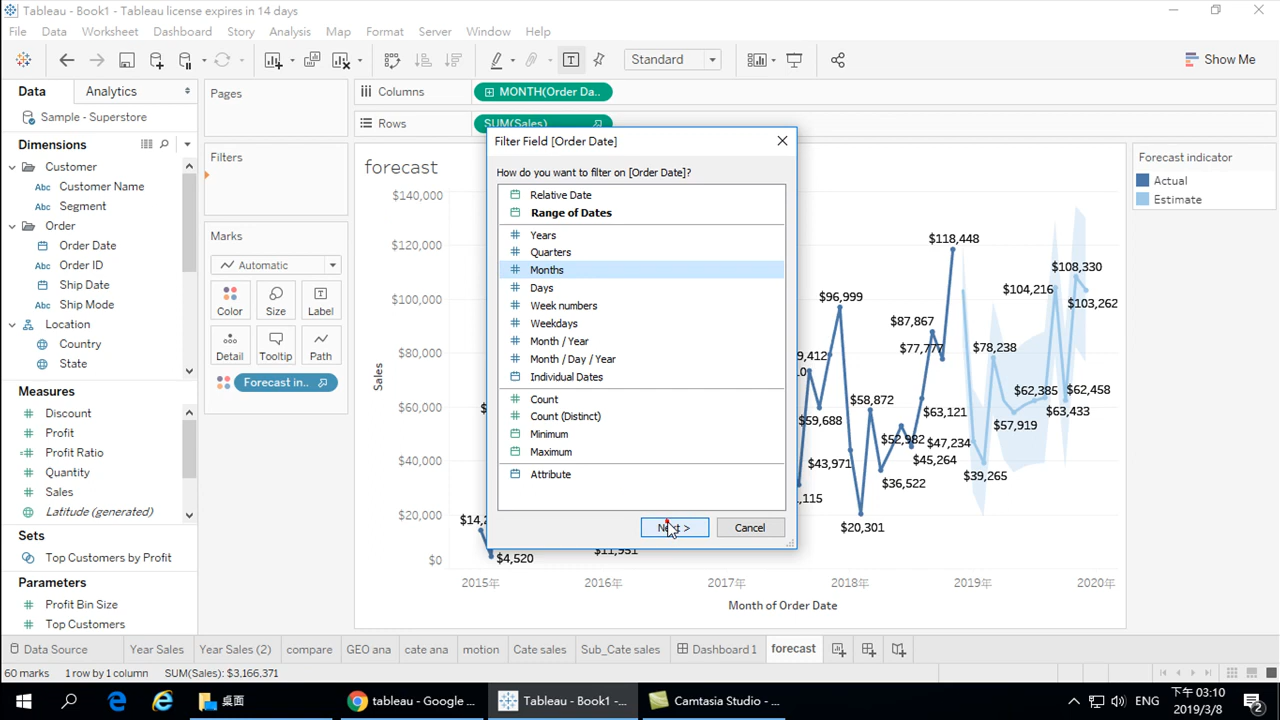 Tableau - Book1 - Tableau license expires in 14 days
File Data Worksheet Dashboard Story Analysis Map Format Server Window Help
Standard
Show Me
Data Analytics
Pages
Columns MONTH(Order Da..
Sample - Superstore
Rows SUM(Sales)
Dimensions
Filters
Customer
Abc Customer Name
Abc Segment
Order
Order Date
Abc Order ID
Ship Date
Abc Ship Mode
Location
Country
State
Marks
Automatic
Color Size Label
Detail Tooltip Path
Forecast in..
Measures
Discount
Profit
Profit Ratio
Quantity
Sales
Latitude (generated)
Sets
Top Customers by Profit
Parameters
Profit Bin Size
Top Customers
forecast
Filter Field [Order Date]
How do you want to filter on [Order Date]?
Relative Date
Range of Dates
Years
Quarters
Months
Days
Week numbers
Weekdays
Month / Year
Month / Day / Year
Individual Dates
Count
Count (Distinct)
Minimum
Maximum
Attribute
Next >
Cancel
Forecast indicator
Actual
Estimate
$140,000
$120,000
$100,000
$80,000
$60,000
$40,000
$20,000
$0
Sales
$4,520
$11,951
$59,688
$96,999
$43,971
$20,301
$58,872
$36,522
$52,982
$45,264
$63,121
$87,867
$77,777
$118,448
$47,234
$39,265
$78,238
$57,919
$62,385
$104,216
$63,433
$108,330
$62,458
$103,262
2015年 2016年 2017年 2018年 2019年 2020年
Month of Order Date
Data Source Year Sales Year Sales (2) compare GEO ana cate ana motion Cate sales Sub_Cate sales Dashboard 1 forecast
60 marks 1 row by 1 column SUM(Sales): $3,166,371
桌面
tableau - Google ...
Tableau - Book1 -...
Camtasia Studio - ...
ENG
下午 03:10
2019/3/8
2